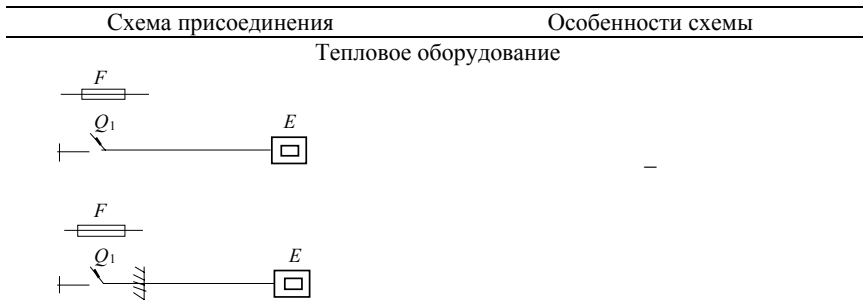 Схема присоединения Особенности схемы
Тепловое оборудование
F
Q1 E
–
F
Q1 E